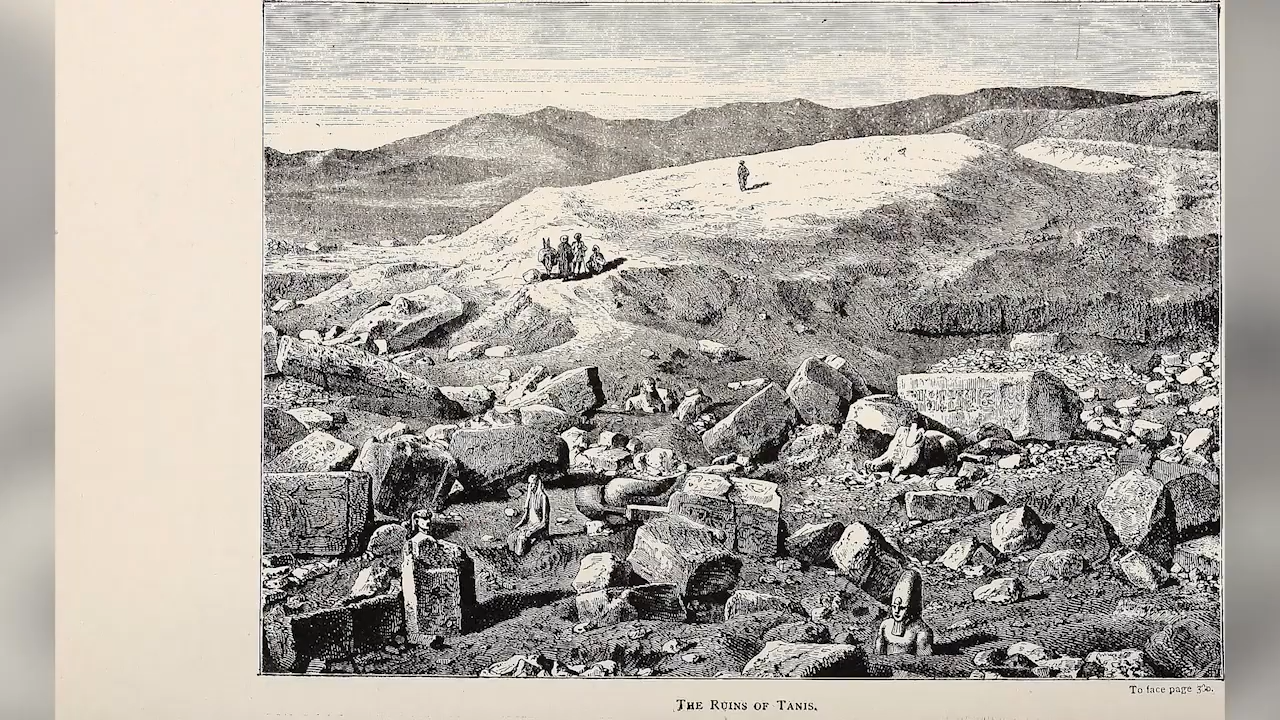 To face page
THE RUINS OF TANIS.